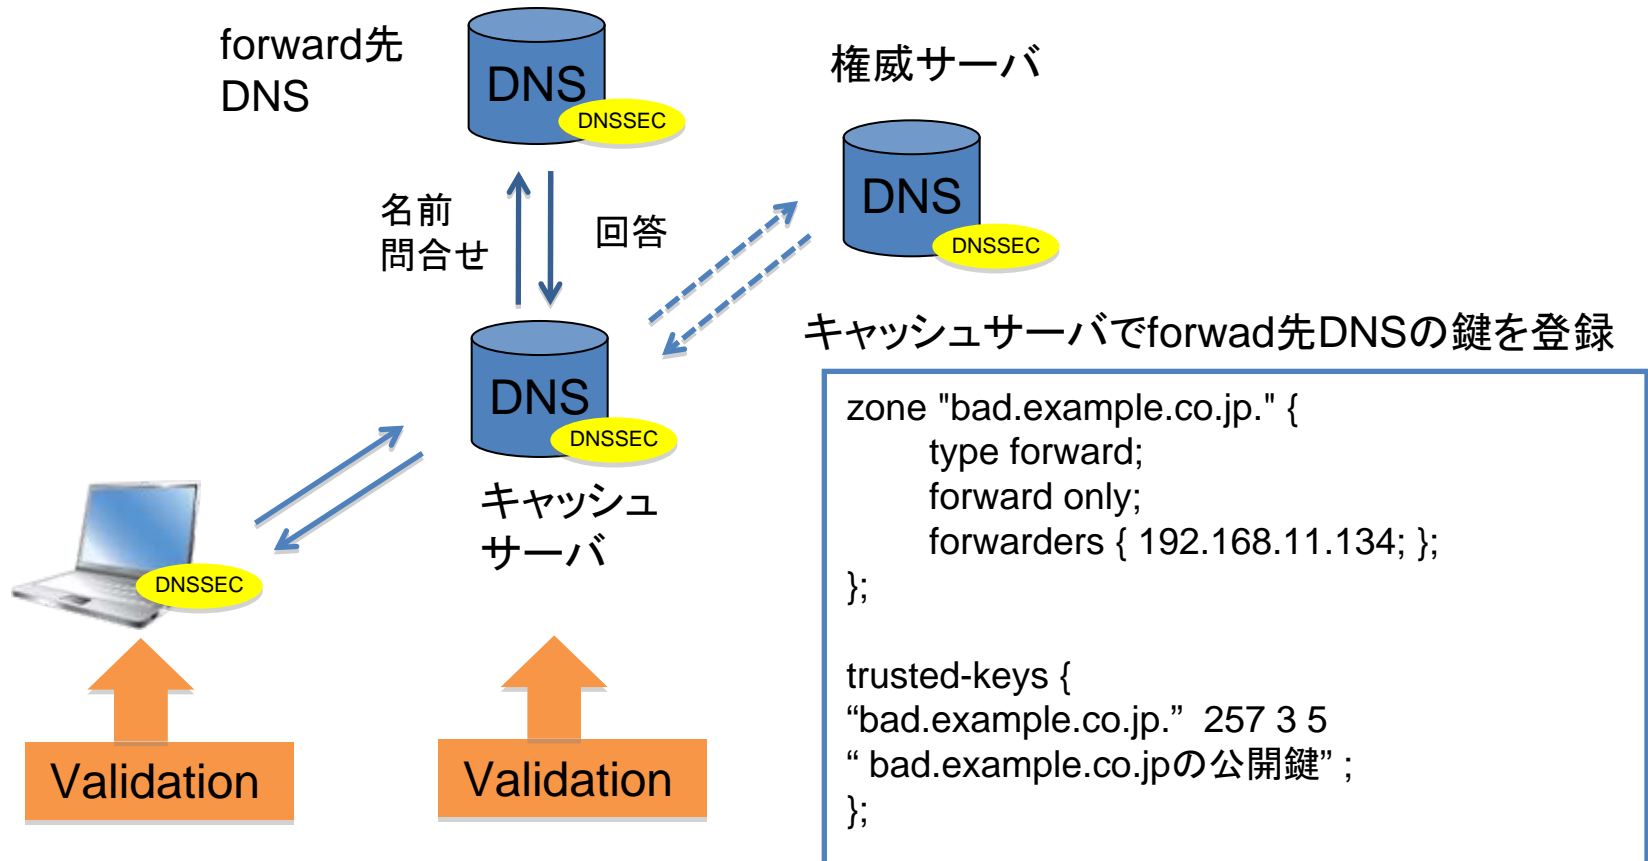 forward先
DNS
DNS
DNSSEC
権威サーバ
DNS
DNSSEC
名前
問合せ
回答
DNS
DNSSEC
キャッシュ
サーバ
DNSSEC
Validation
Validation
キャッシュサーバでforwad先DNSの鍵を登録
zone "bad.example.co.jp." {
type forward;
forward only;
forwarders { 192.168.11.134; };
};
trusted-keys {
“bad.example.co.jp.” 257 3 5
“ bad.example.co.jpの公開鍵” ;
};